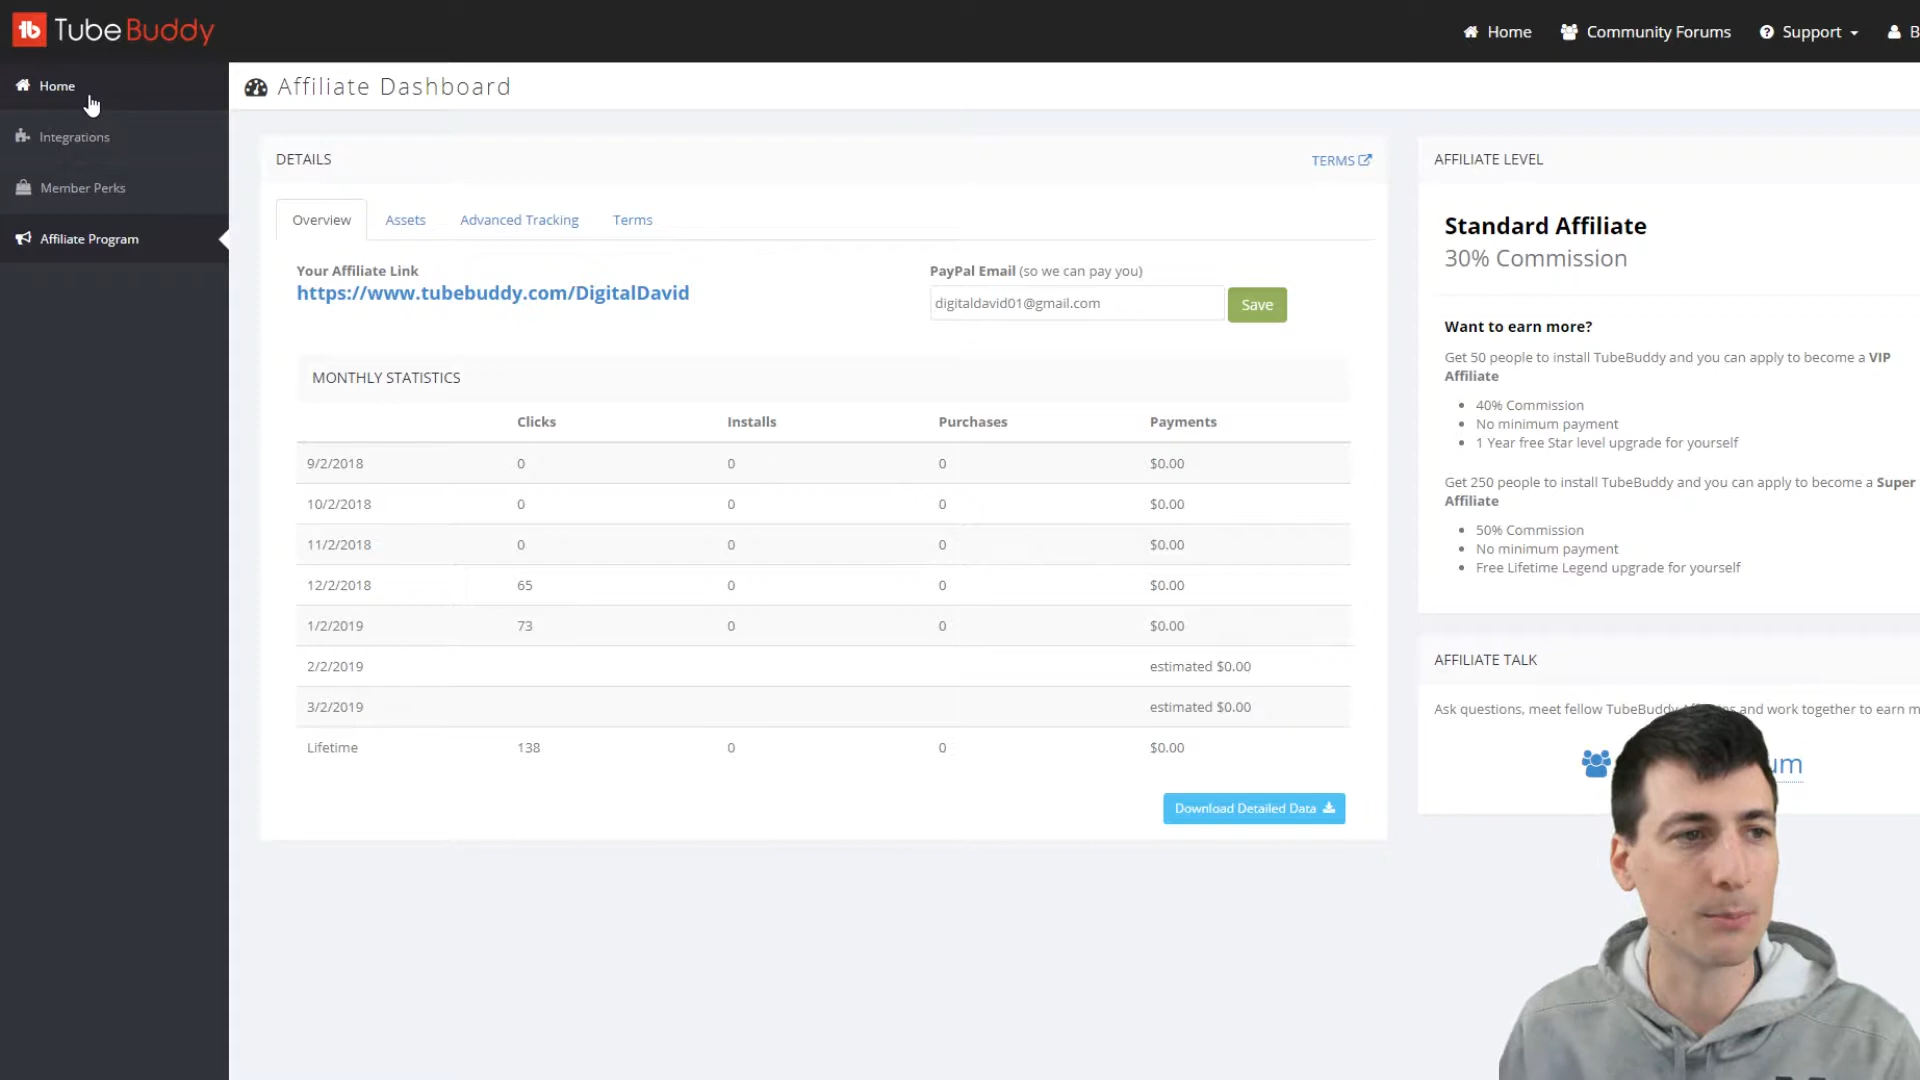 TubeBuddy
Home
Community Forums
Support
B
Home
Integrations
Member Perks
Affiliate Program
Affiliate Dashboard
DETAILS
TERMS
Overview
Assets
Advanced Tracking
Terms
Your Affiliate Link
https://www.tubebuddy.com/DigitalDavid
PayPal Email (so we can pay you)
digitaldavid01@gmail.com
Save
MONTHLY STATISTICS
Clicks Installs Purchases Payments
9/2/2018 0 0 0 $0.00
10/2/2018 0 0 0 $0.00
11/2/2018 0 0 0 $0.00
12/2/2018 65 0 0 $0.00
1/2/2019 73 0 0 $0.00
2/2/2019 estimated $0.00
3/2/2019 estimated $0.00
Lifetime 138 0 0 $0.00
Download Detailed Data
AFFILIATE LEVEL
Standard Affiliate
30% Commission
Want to earn more?
Get 50 people to install TubeBuddy and you can apply to become a VIP
Affiliate
40% Commission
No minimum payment
1 Year free Star level upgrade for yourself
Get 250 people to install TubeBuddy and you can apply to become a Super
Affiliate
50% Commission
No minimum payment
Free Lifetime Legend upgrade for yourself
AFFILIATE TALK
Ask questions, meet fellow TubeBuddy and work together to earn m
um